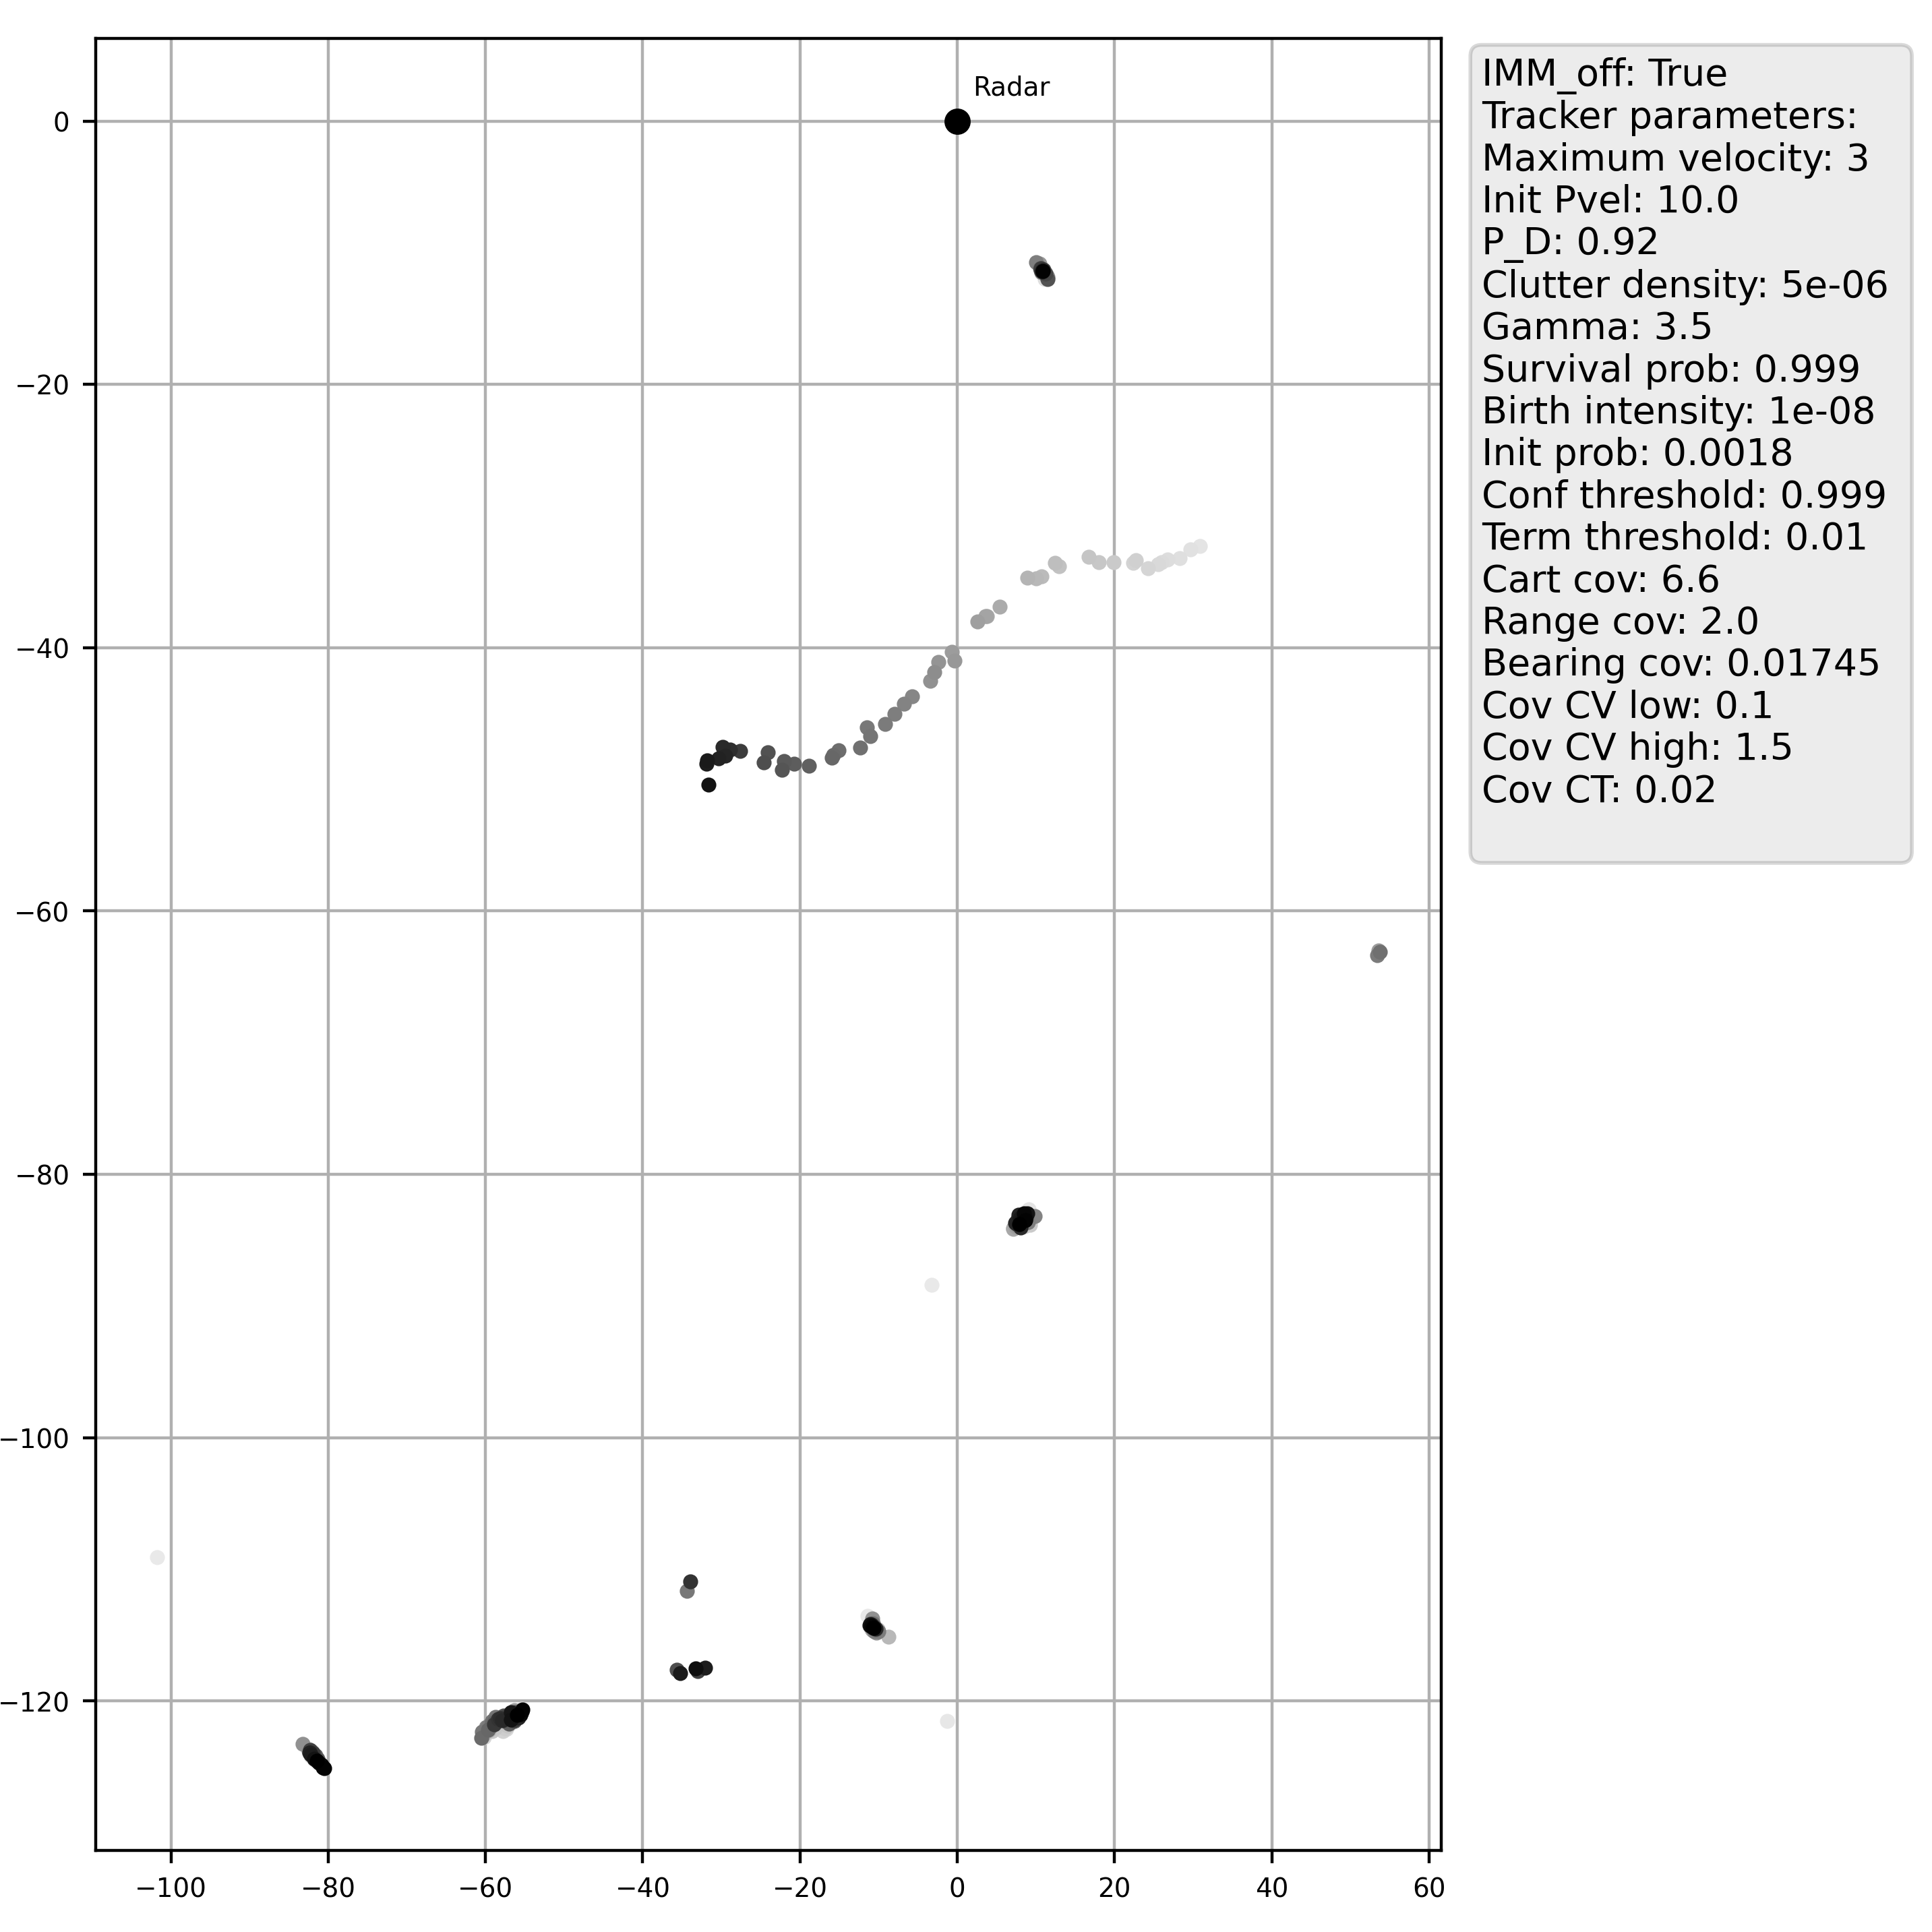 Radar
0
−20
−40
−60
−80
−100
−120
−100 −80 −60 −40 −20 0 20 40 60
IMM_off: True
Tracker parameters:
Maximum velocity: 3
Init Pvel: 10.0
P_D: 0.92
Clutter density: 5e-06
Gamma: 3.5
Survival prob: 0.999
Birth intensity: 1e-08
Init prob: 0.0018
Conf threshold: 0.999
Term threshold: 0.01
Cart cov: 6.6
Range cov: 2.0
Bearing cov: 0.01745
Cov CV low: 0.1
Cov CV high: 1.5
Cov CT: 0.02